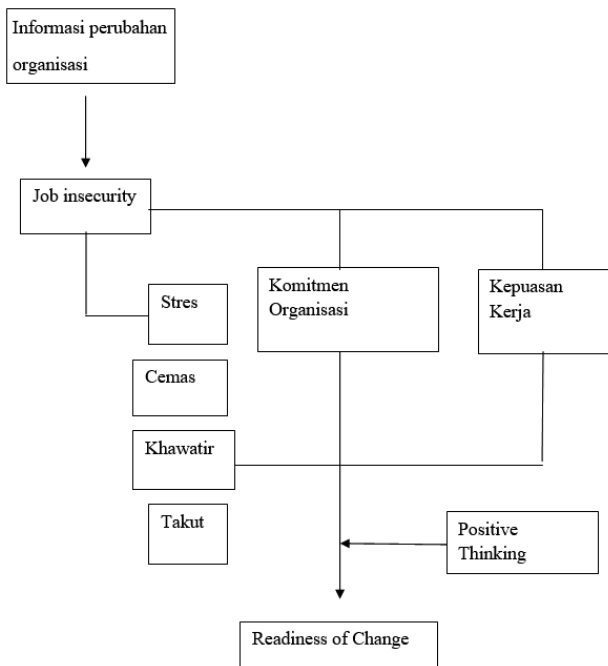 Informasi perubahan
organisasi
Job insecurity
Stres
Komitmen
Organisasi
Kepuasan
Kerja
Cemas
Khawatir
Takut
Positive
Thinking
Readiness of Change